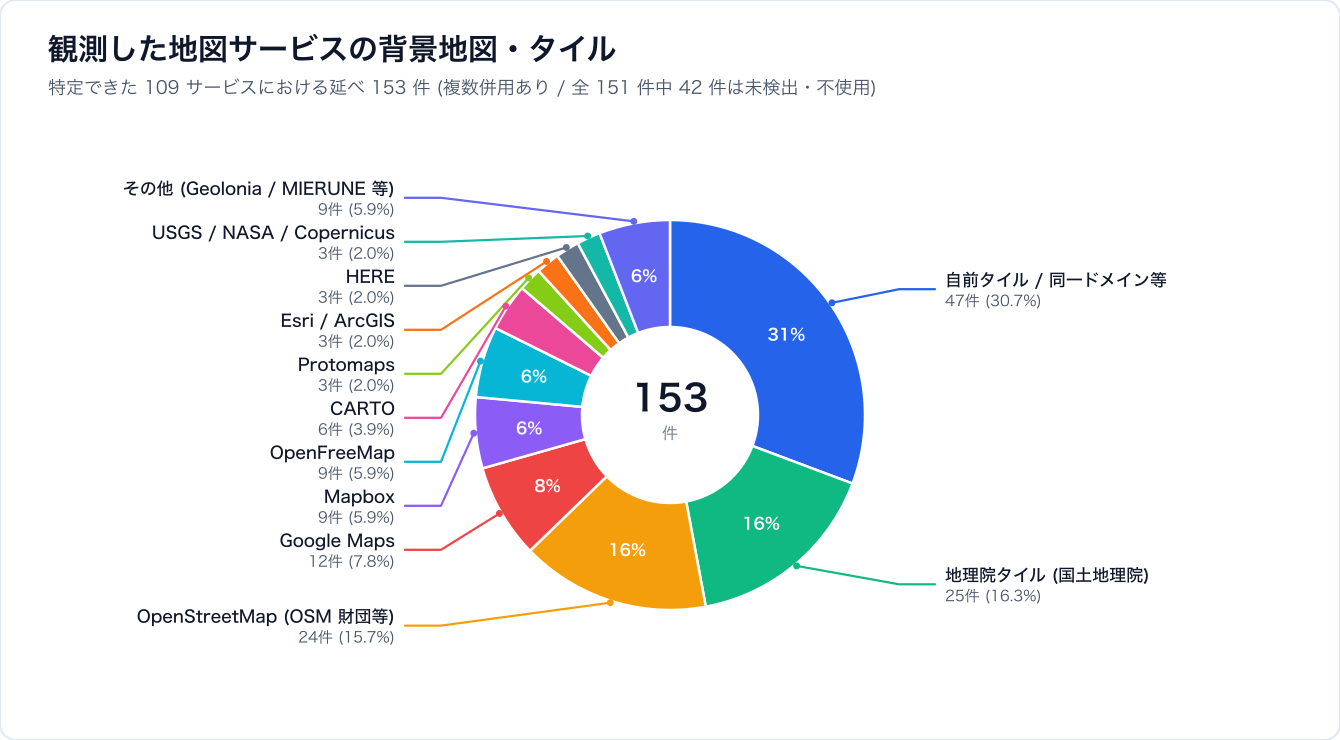 観測した地図サービスの背景地図・タイル
特定できた 109 サービスにおける延べ 153 件 (複数併用あり / 全 151 件中 42 件は未検出・不使用)
その他 (Geolonia / MIERUNE 等)
9件 (5.9%)
USGS / NASA / Copernicus
3件 (2.0%)
HERE
3件 (2.0%)
Esri / ArcGIS
3件 (2.0%)
Protomaps
3件 (2.0%)
CARTO
6件 (3.9%)
OpenFreeMap
9件 (5.9%)
Mapbox
9件 (5.9%)
Google Maps
12件 (7.8%)
OpenStreetMap (OSM 財団等)
24件 (15.7%)
6%
31%
6%
6%
8%
16%
16%
153
件
自前タイル / 同一ドメイン等
47件 (30.7%)
地理院タイル (国土地理院)
25件 (16.3%)